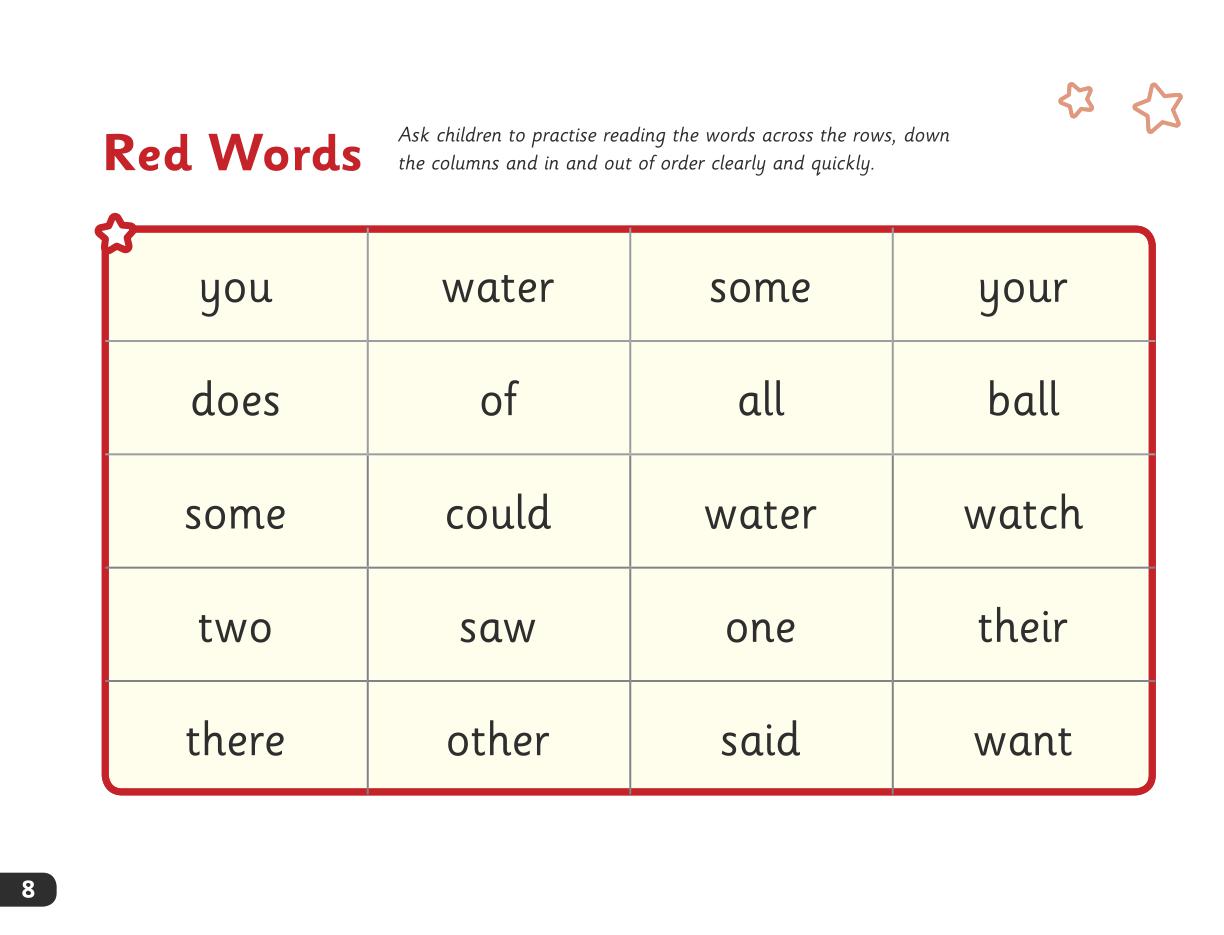 Red Words
Ask children to practise reading the words across the rows, down
the columns and in and out of order clearly and quickly.
you water some your
does of all ball
some could water watch
two saw one their
there other said want
8